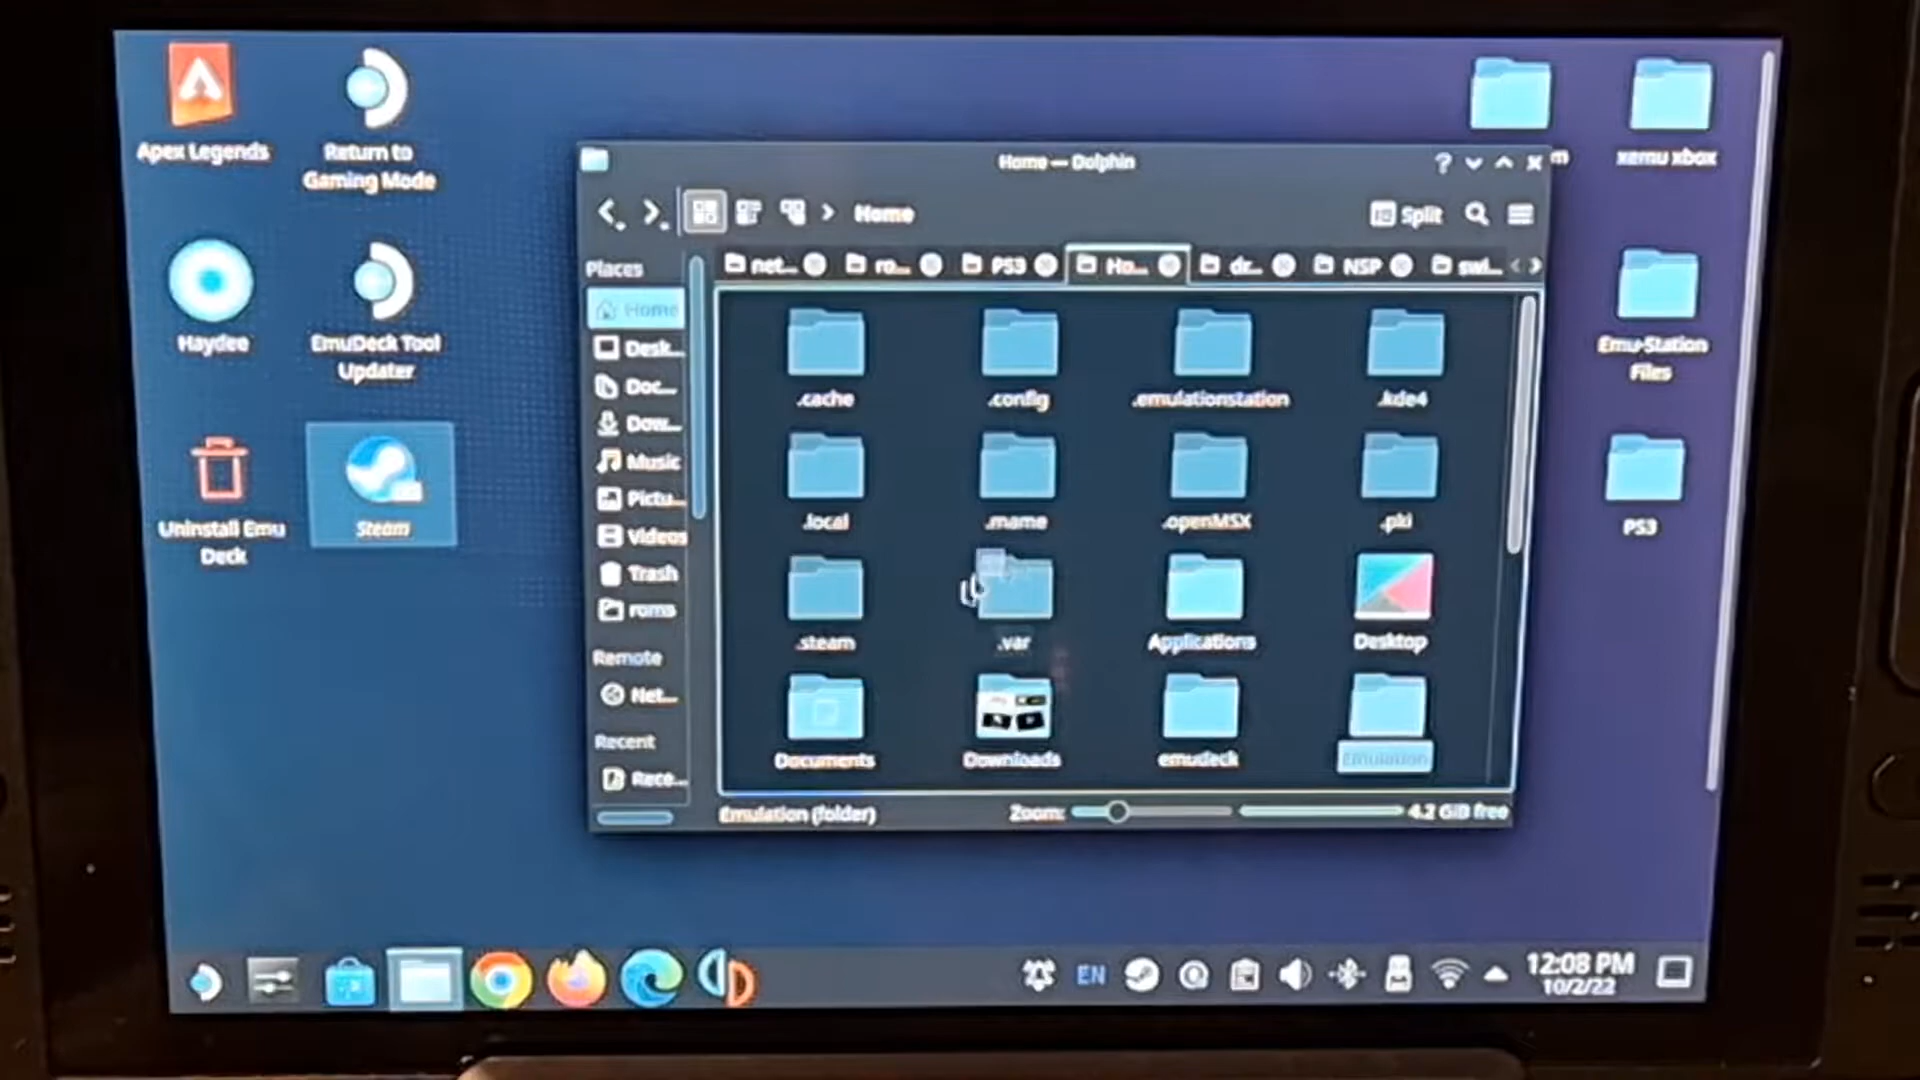 Apex Legends
Return to
Gaming Mode
Haydee
EmuDeck Tool
Updater
Uninstall Emu
Deck
Steam
Home — Dolphin
Home
Split
Places
Home
Desk...
Doc...
Dow...
Music
Pictu...
Videos
Trash
roms
Remote
Net...
Recent
Rece...
net...
ro...
PS3
Ho...
dr...
NSP
swi...
.cache
.config
.emulationstation
.kde4
.local
.mame
.openMSX
.pki
.steam
.var
Applications
Desktop
Documents
Downloads
emudeck
Emulation
Emulation (folder)
Zoom:
4.2 GiB free
m
xemu xbox
Emu-Station
Files
PS3
EN
12:08 PM
10/2/22